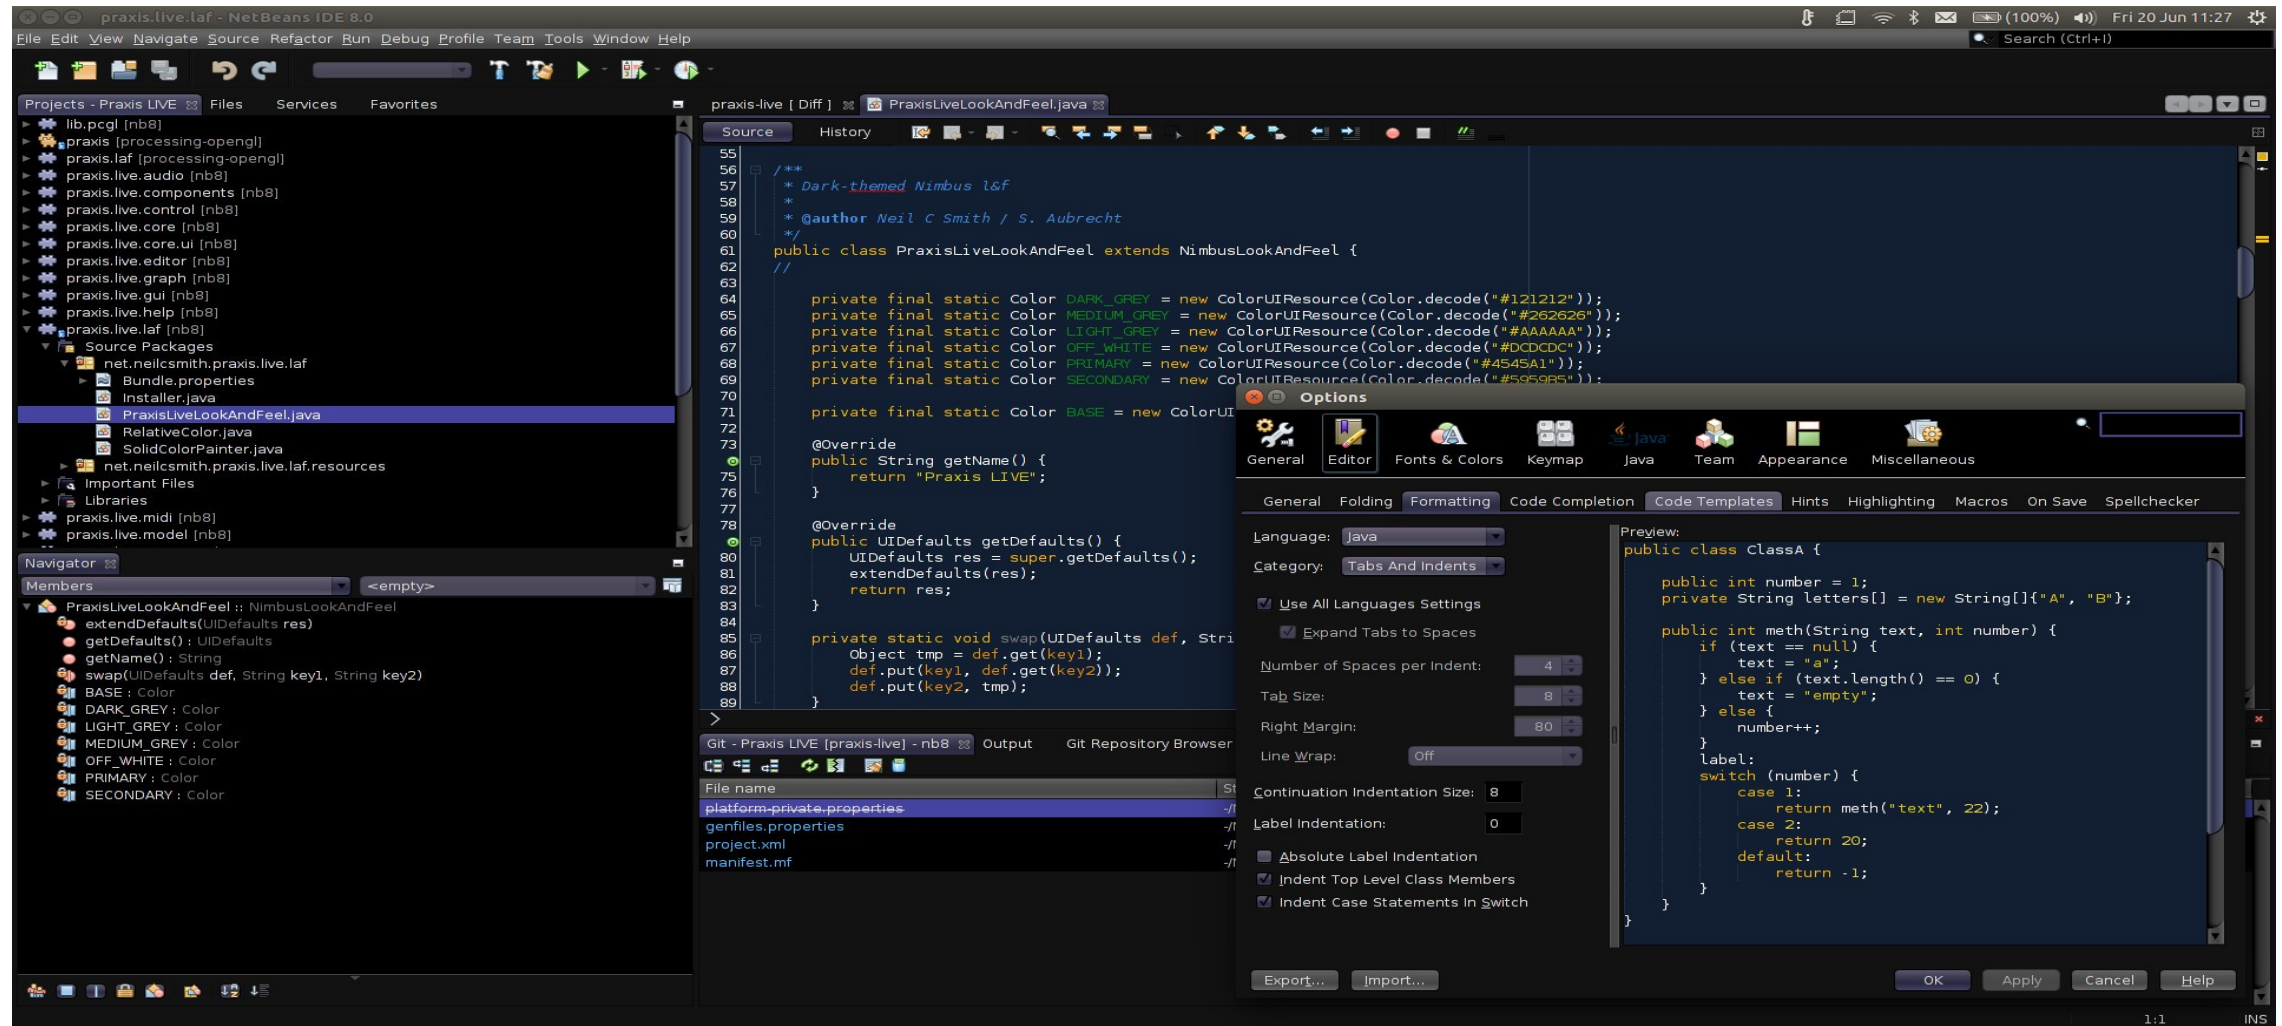 praxis.live.laf - NetBeans IDE 8.0
(100%) Fri 20 Jun 11:27
File Edit View Navigate Source Refactor Run Debug Profile Team Tools Window Help
Search (Ctrl+I)
Projects - Praxis LIVE Files Services Favorites
lib.pcgl [nb8]
praxis [processing-opengl]
praxis.laf [processing-opengl]
praxis.live.audio [nb8]
praxis.live.components [nb8]
praxis.live.control [nb8]
praxis.live.core [nb8]
praxis.live.core.ui [nb8]
praxis.live.editor [nb8]
praxis.live.graph [nb8]
praxis.live.gui [nb8]
praxis.live.help [nb8]
praxis.live.laf [nb8]
Source Packages
net.neilcsmith.praxis.live.laf
Bundle.properties
Installer.java
PraxisLiveLookAndFeel.java
RelativeColor.java
SolidColorPainter.java
net.neilcsmith.praxis.live.laf.resources
Important Files
Libraries
praxis.live.midi [nb8]
praxis.live.model [nb8]
Navigator
Members <empty>
PraxisLiveLookAndFeel :: NimbusLookAndFeel
extendDefaults(UIDefaults res)
getDefaults() : UIDefaults
getName() : String
swap(UIDefaults def, String key1, String key2)
BASE : Color
DARK_GREY : Color
LIGHT_GREY : Color
MEDIUM_GREY : Color
OFF_WHITE : Color
PRIMARY : Color
SECONDARY : Color
praxis-live [ Diff ] PraxisLiveLookAndFeel.java
Source History
55
56 /**
57 * Dark-themed Nimbus l&f
58 *
59 * @author Neil C Smith / S. Aubrecht
60 */
61 public class PraxisLiveLookAndFeel extends NimbusLookAndFeel {
62 //
63
64 private final static Color DARK_GREY = new ColorUIResource(Color.decode("#121212"));
65 private final static Color MEDIUM_GREY = new ColorUIResource(Color.decode("#262626"));
66 private final static Color LIGHT_GREY = new ColorUIResource(Color.decode("#AAAAAA"));
67 private final static Color OFF_WHITE = new ColorUIResource(Color.decode("#DCDCDC"));
68 private final static Color PRIMARY = new ColorUIResource(Color.decode("#4545A1"));
69 private final static Color SECONDARY = new ColorUIResource(Color.decode("#5959B5"));
70
71 private final static Color BASE = new ColorUI
72
73 @Override
public String getName() {
75 return "Praxis LIVE";
76 }
77
78 @Override
public UIDefaults getDefaults() {
80 UIDefaults res = super.getDefaults();
81 extendDefaults(res);
82 return res;
83 }
84
85 private static void swap(UIDefaults def, Stri
86 Object tmp = def.get(key1);
87 def.put(key1, def.get(key2));
88 def.put(key2, tmp);
89 }
>
Git - Praxis LIVE [praxis-live] - nb8 Output Git Repository Browser
File name St
platform-private.properties -/
genfiles.properties -/
project.xml -/
manifest.mf -/
Options
General Editor Fonts & Colors Keymap Java Team Appearance Miscellaneous
General Folding Formatting Code Completion Code Templates Hints Highlighting Macros On Save Spellchecker
Language: Java
Category: Tabs And Indents
Use All Languages Settings
Expand Tabs to Spaces
Number of Spaces per Indent: 4
Tab Size: 8
Right Margin: 80
Line Wrap: Off
Continuation Indentation Size: 8
Label Indentation: 0
Absolute Label Indentation
Indent Top Level Class Members
Indent Case Statements In Switch
Preview:
public class ClassA {
public int number = 1;
private String letters[] = new String[]{"A", "B"};
public int meth(String text, int number) {
if (text == null) {
text = "a";
} else if (text.length() == 0) {
text = "empty";
} else {
number++;
}
label:
switch (number) {
case 1:
return meth("text", 22);
case 2:
return 20;
default:
return -1;
}
}
}
Export... Import... OK Apply Cancel Help
1:1 INS